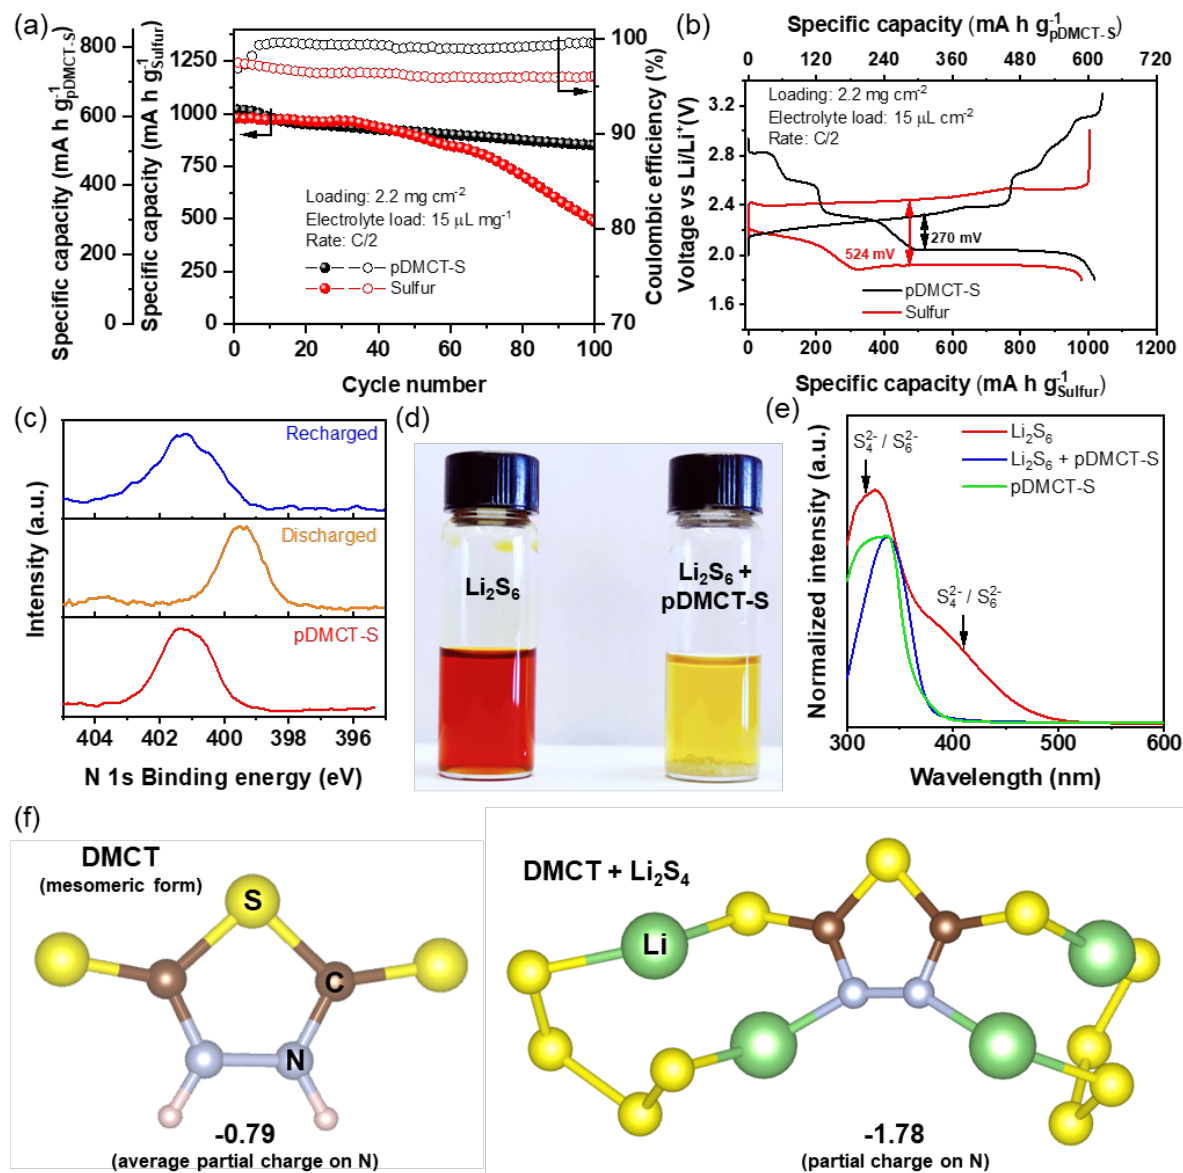 (a)
Specific capacity (mA h g⁻¹pDMCT-S)
800
600
400
200
0
Specific capacity (mA h g⁻¹Sulfur)
1250
1000
750
500
250
0
100
90
80
70
Coulombic efficiency (%)
Loading: 2.2 mg cm⁻²
Electrolyte load: 15 μL mg⁻¹
Rate: C/2
pDMCT-S
Sulfur
0 20 40 60 80 100
Cycle number
(b)
Specific capacity (mA h g⁻¹pDMCT-S)
0 120 240 360 480 600 720
Voltage vs Li/Li⁺(V)
3.2
2.8
2.4
2.0
1.6
Loading: 2.2 mg cm⁻²
Electrolyte load: 15 μL cm⁻²
Rate: C/2
270 mV
524 mV
pDMCT-S
Sulfur
0 200 400 600 800 1000 1200
Specific capacity (mA h g⁻¹Sulfur)
(c)
Intensity (a.u.)
Recharged
Discharged
pDMCT-S
404 402 400 398 396
N 1s Binding energy (eV)
(d)
Li₂S₆
Li₂S₆ +
pDMCT-S
(e)
Normalized intensity (a.u.)
S₄²⁻ / S₆²⁻
Li₂S₆
Li₂S₆ + pDMCT-S
pDMCT-S
S₄²⁻ / S₆²⁻
300 400 500 600
Wavelength (nm)
(f)
DMCT
(mesomeric form)
S
C
N
-0.79
(average partial charge on N)
DMCT + Li₂S₄
Li
-1.78
(partial charge on N)